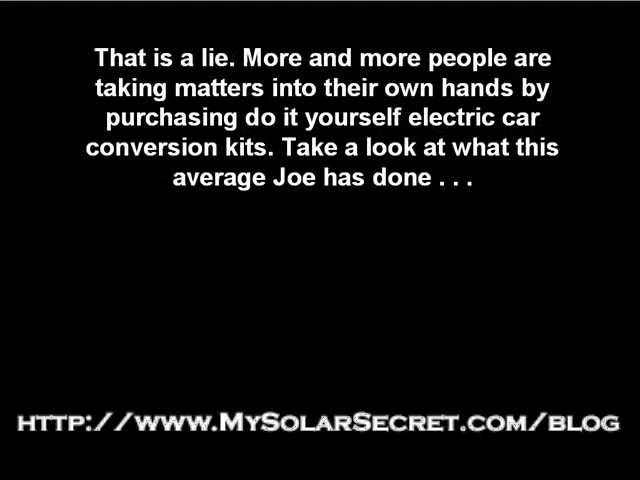 That is a lie. More and more people are
taking matters into their own hands by
purchasing do it yourself electric car
conversion kits. Take a look at what this
average Joe has done . . .
http://www.MySolarSecret.com/blog